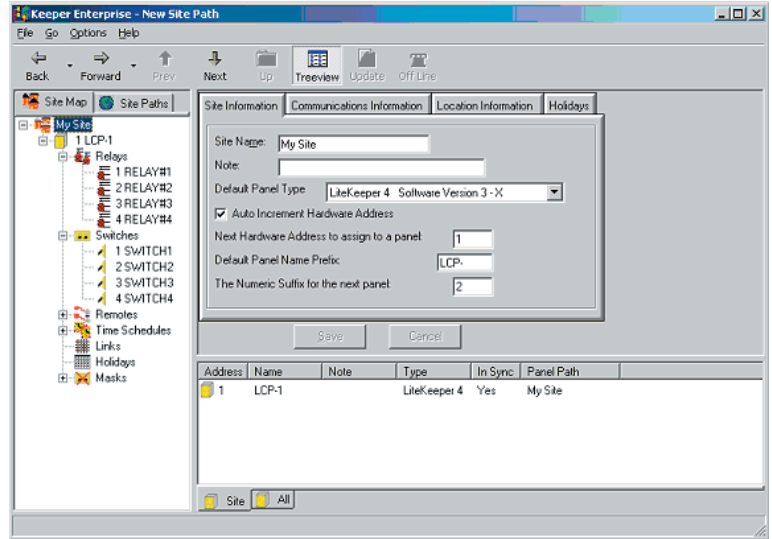 Keeper Enterprise - New Site Path
File Go Options Help
Back Forward Prev Next Up Treeview Update Off Line
Site Map Site Paths
My Site
1 LCP-1
Relays
1 RELAY#1
2 RELAY#2
3 RELAY#3
4 RELAY#4
Switches
1 SWITCH1
2 SWITCH2
3 SWITCH3
4 SWITCH4
Remotes
Time Schedules
Links
Holidays
Masks
Site Information Communications Information Location Information Holidays
Site Name: My Site
Note:
Default Panel Type LiteKeeper 4 Software Version 3 - X
Auto Increment Hardware Address
Next Hardware Address to assign to a panel: 1
Default Panel Name Prefix: LCP-
The Numeric Suffix for the next panel: 2
Save Cancel
Address Name Note Type In Sync Panel Path
1 LCP-1 LiteKeeper 4 Yes My Site
Site All